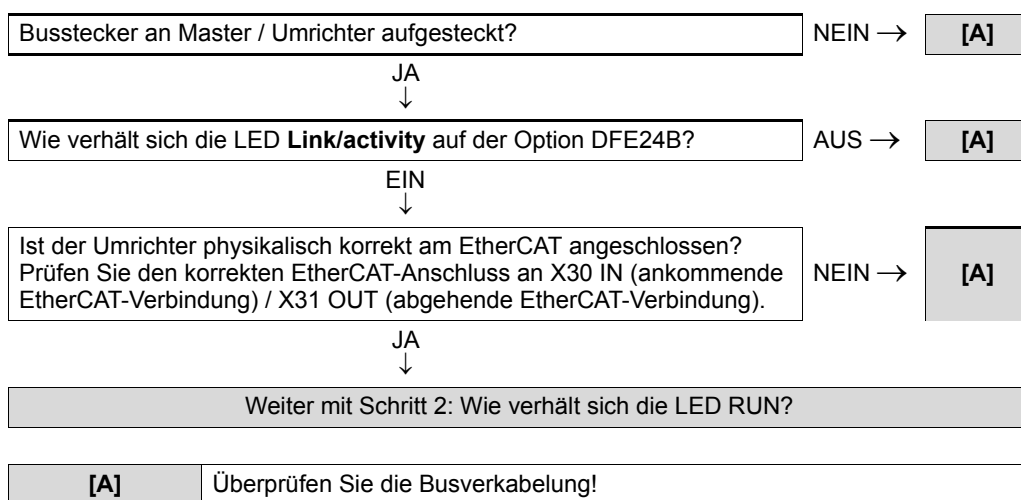 Busstecker an Master / Umrichter aufgesteckt? NEIN → [A]
JA
↓
Wie verhält sich die LED Link/activity auf der Option DFE24B? AUS → [A]
EIN
↓
Ist der Umrichter physikalisch korrekt am EtherCAT angeschlossen?
Prüfen Sie den korrekten EtherCAT-Anschluss an X30 IN (ankommende NEIN → [A]
EtherCAT-Verbindung) / X31 OUT (abgehende EtherCAT-Verbindung).
JA
↓
Weiter mit Schritt 2: Wie verhält sich die LED RUN?
[A] Überprüfen Sie die Busverkabelung!